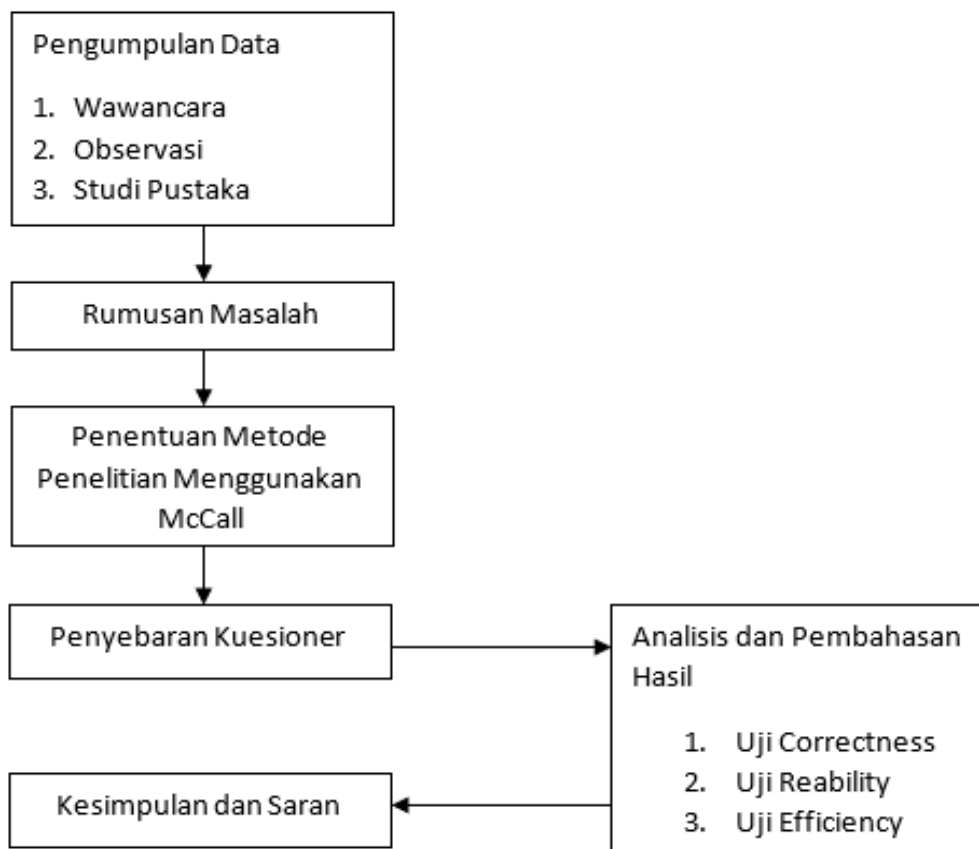 Pengumpulan Data
1. Wawancara
2. Observasi
3. Studi Pustaka
Rumusan Masalah
Penentuan Metode
Penelitian Menggunakan
McCall
Penyebaran Kuesioner
Analisis dan Pembahasan
Hasil
1. Uji Correctness
2. Uji Reability
3. Uji Efficiency
Kesimpulan dan Saran